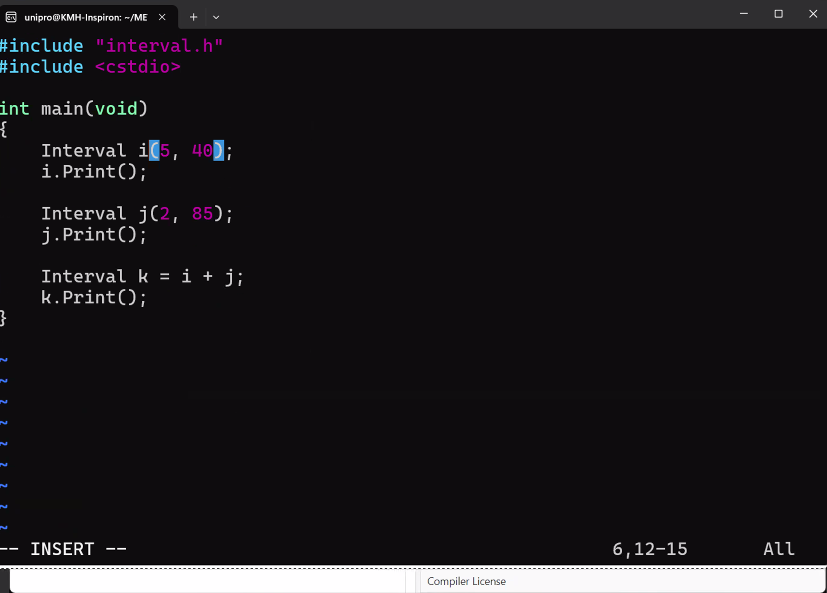 unipro@KMH-Inspiron: ~/ME
#include "interval.h"
#include <cstdio>
int main(void)
{
Interval i(5, 40);
i.Print();
Interval j(2, 85);
j.Print();
Interval k = i + j;
k.Print();
}
~
~
~
~
~
~
~
~
~
-- INSERT -- 6,12-15 All
Compiler License